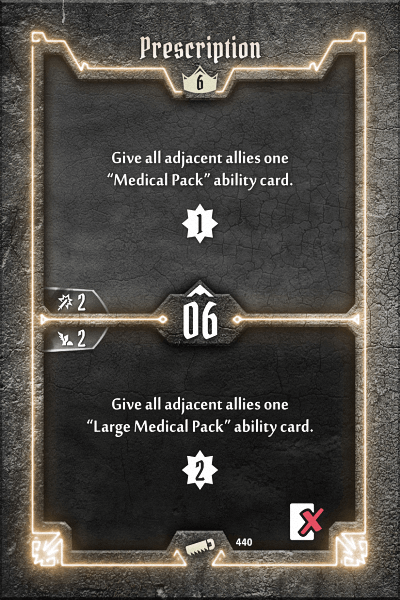 Prescription
6
Give all adjacent allies one
“Medical Pack” ability card.
1
2
06
2
Give all adjacent allies one
“Large Medical Pack” ability card.
2
440